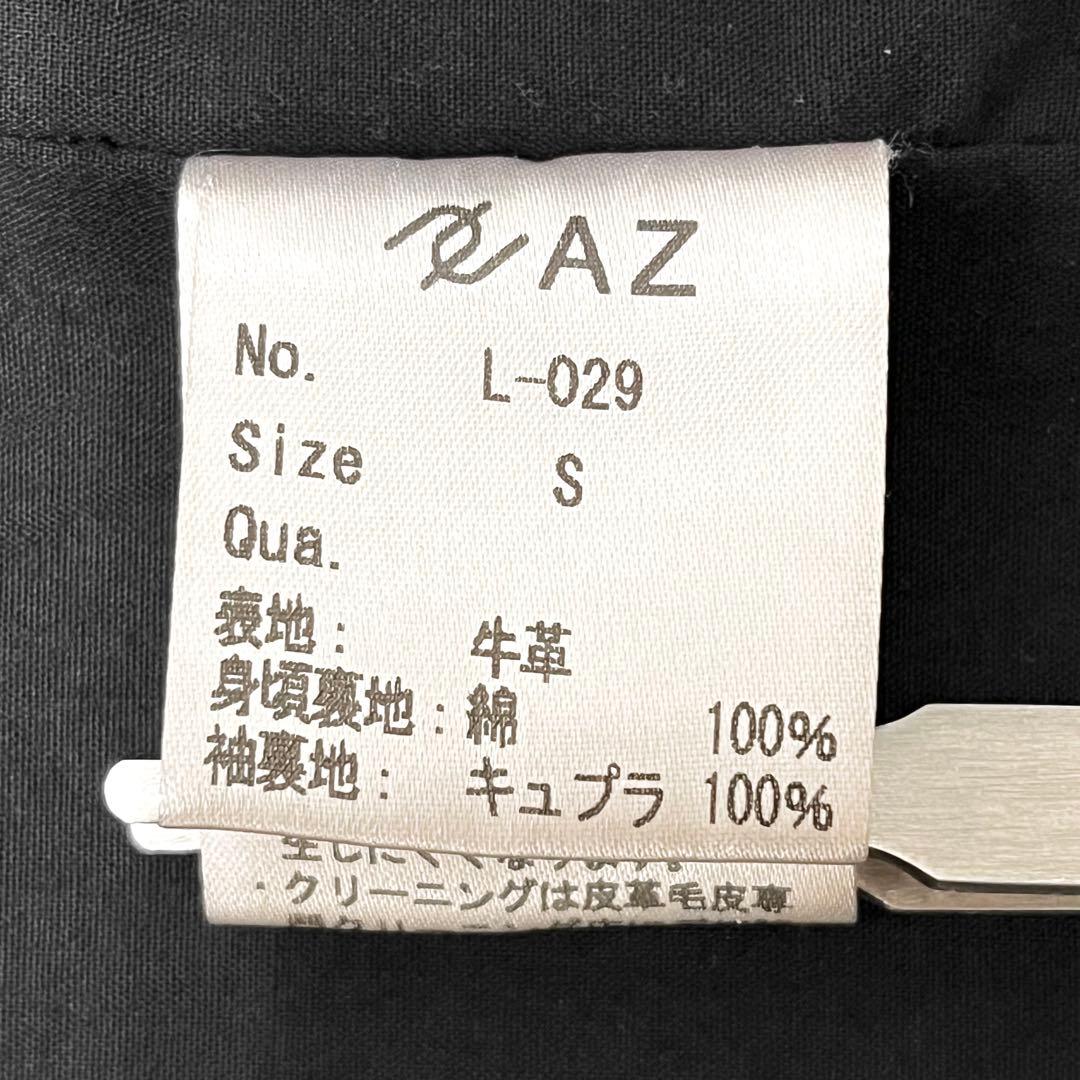 AZ
No. L-029
Size S
Qua.
表地: 牛革
身頃裏地:綿 100%
袖裏地: キュプラ 100%
・クリーニングは皮革毛皮専